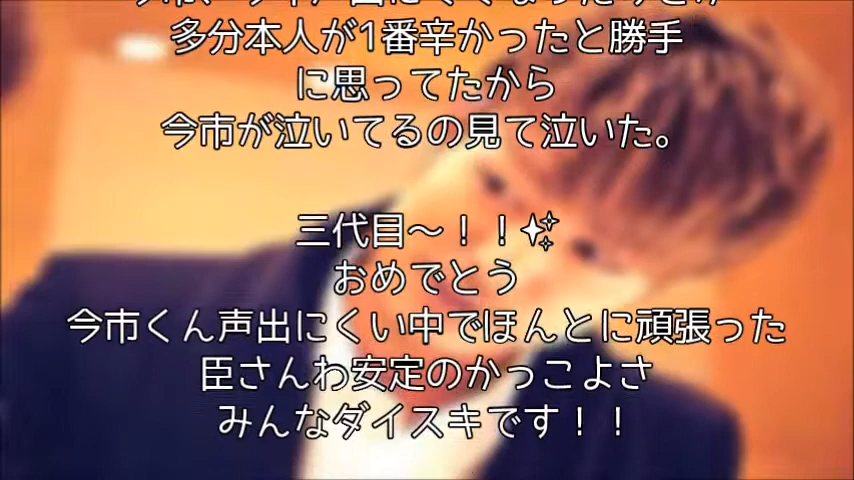 多分本人が1番辛かったと勝手
に思ってたから
今市が泣いてるの見て泣いた。
三代目〜！！✨
おめでとう
今市くん声出にくい中でほんとに頑張った
臣さんわ安定のかっこよさ
みんなダイスキです！！